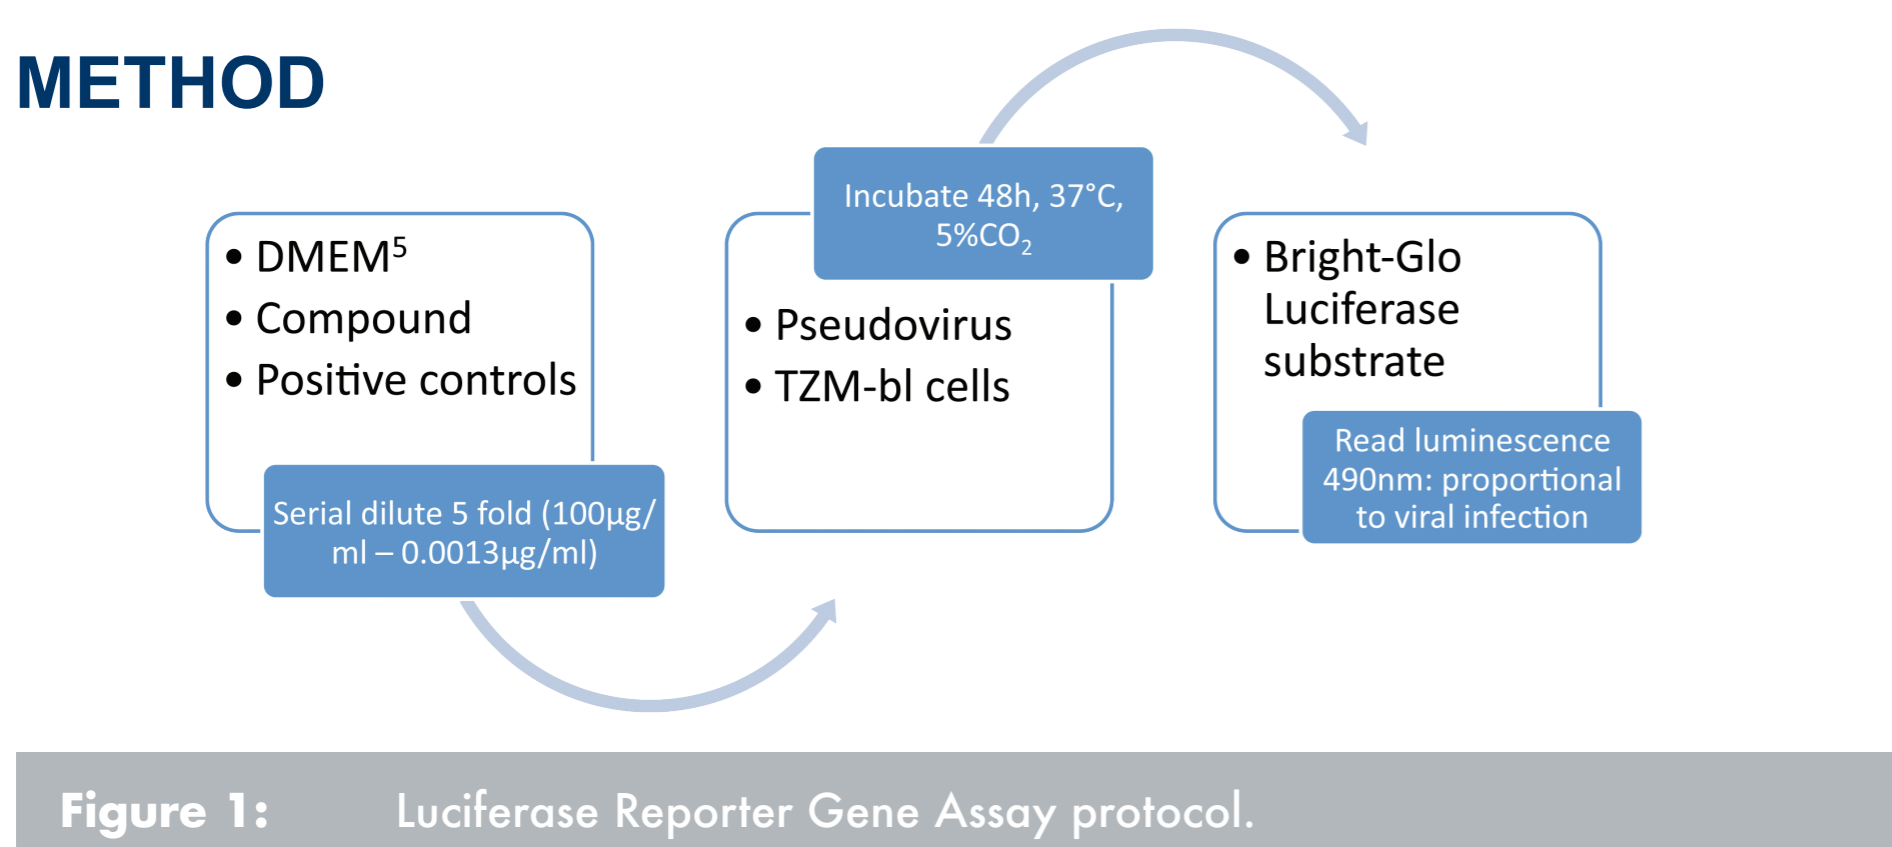 METHOD
• DMEM⁵
• Compound
• Positive controls
Serial dilute 5 fold (100µg/
ml – 0.0013µg/ml)
Incubate 48h, 37°C,
5%CO₂
• Pseudovirus
• TZM-bl cells
• Bright-Glo
Luciferase
substrate
Read luminescence
490nm: proportional
to viral infection
Figure 1: Luciferase Reporter Gene Assay protocol.